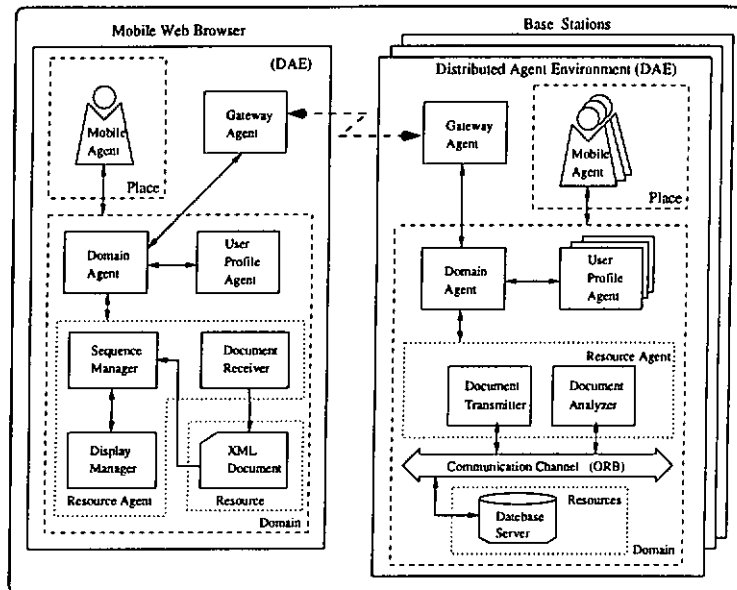 Mobile Web Browser
(DAE)
Mobile
Agent
Place
Gateway
Agent
Domain
Agent
User
Profile
Agent
Sequence
Manager
Document
Receiver
Display
Manager
XML
Document
Resource Agent
Resource
Domain
Base Stations
Distributed Agent Environment (DAE)
Gateway
Agent
Mobile
Agent
Place
Domain
Agent
User
Profile
Agent
Resource Agent
Document
Transmitter
Document
Analyzer
Communication Channel (ORB)
Resources
Datebase
Server
Domain